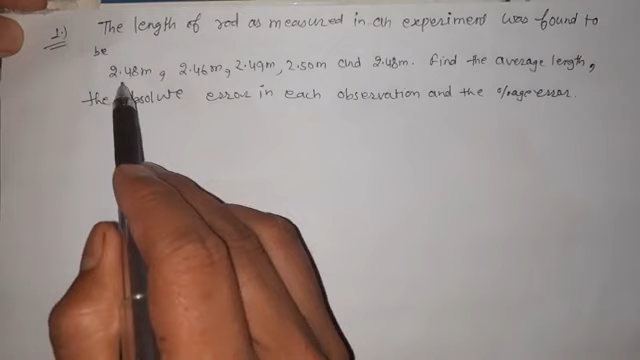 1.) The length of rod as measured in an experiment was found to
be
2.48m, 2.46m, 2.49m, 2.50m and 2.48m. Find the average length,
the absolute error in each observation and the %age error.